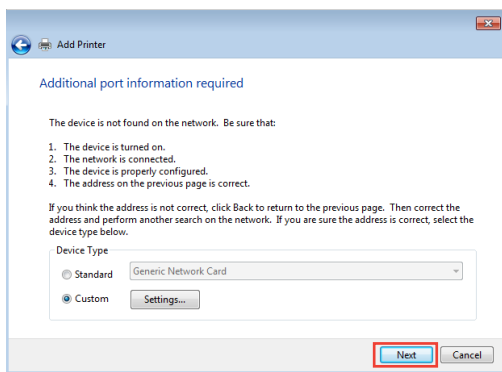 Add Printer
Additional port information required
The device is not found on the network. Be sure that:
1. The device is turned on.
2. The network is connected.
3. The device is properly configured.
4. The address on the previous page is correct.
If you think the address is not correct, click Back to return to the previous page. Then correct the
address and perform another search on the network. If you are sure the address is correct, select the
device type below.
Device Type
Standard Generic Network Card
Custom Settings...
Next Cancel